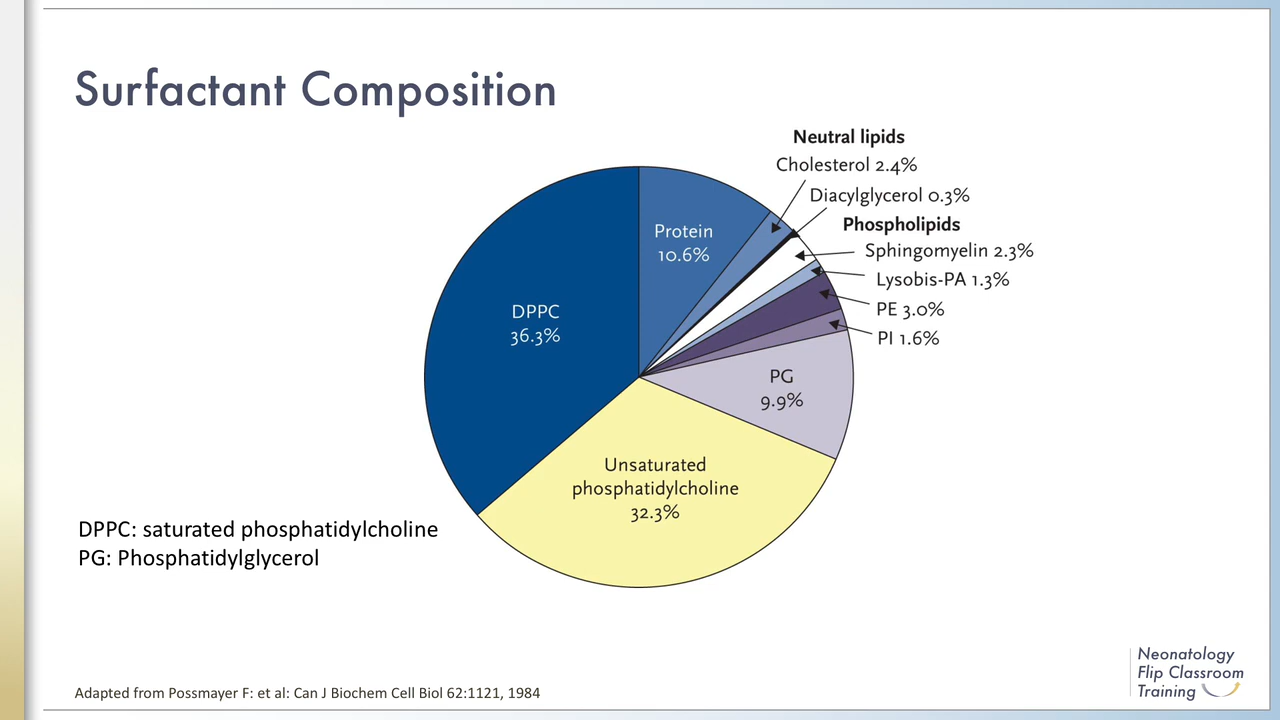 Surfactant Composition
Neutral lipids
Cholesterol 2.4%
Diacylglycerol 0.3%
Phospholipids
Sphingomyelin 2.3%
Lysobis-PA 1.3%
PE 3.0%
PI 1.6%
Protein
10.6%
DPPC
36.3%
PG
9.9%
Unsaturated
phosphatidylcholine
32.3%
DPPC: saturated phosphatidylcholine
PG: Phosphatidylglycerol
Adapted from Possmayer F: et al: Can J Biochem Cell Biol 62:1121, 1984
Neonatology
Flip Classroom
Training